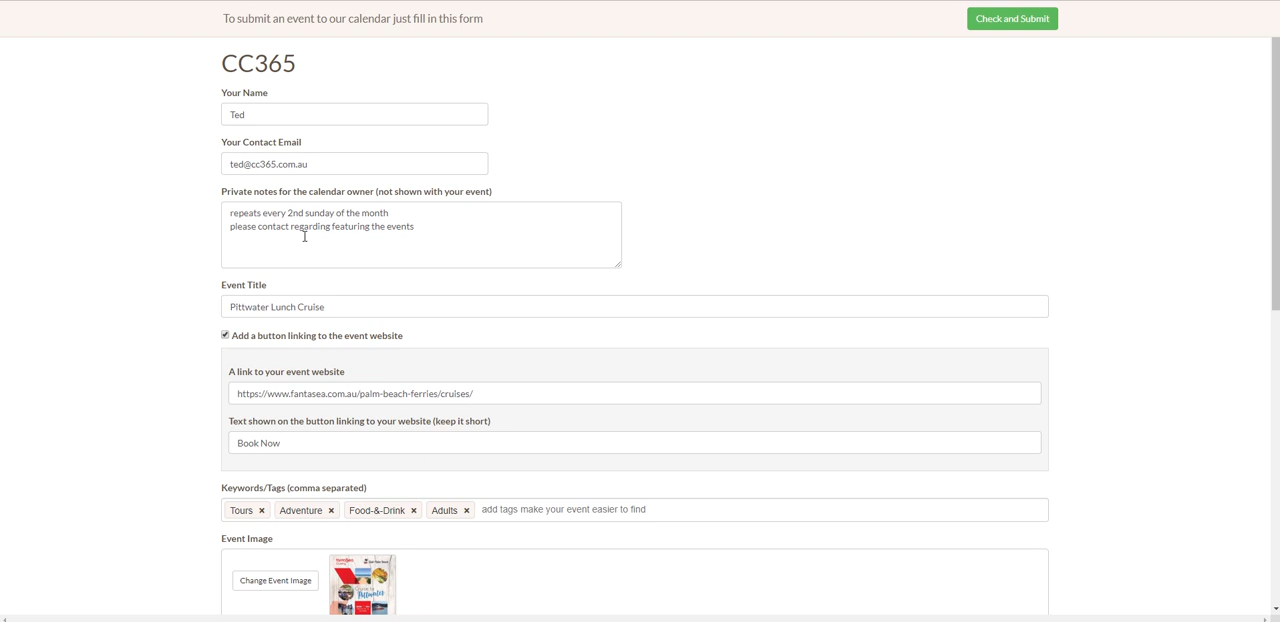 To submit an event to our calendar just fill in this form
Check and Submit
CC365
Your Name
Ted
Your Contact Email
ted@cc365.com.au
Private notes for the calendar owner (not shown with your event)
repeats every 2nd sunday of the month
please contact regarding featuring the events
Event Title
Pittwater Lunch Cruise
Add a button linking to the event website
A link to your event website
https://www.fantasea.com.au/palm-beach-ferries/cruises/
Text shown on the button linking to your website (keep it short)
Book Now
Keywords/Tags (comma separated)
Tours × Adventure × Food-&-Drink × Adults × add tags make your event easier to find
Event Image
Change Event Image
Pittwater